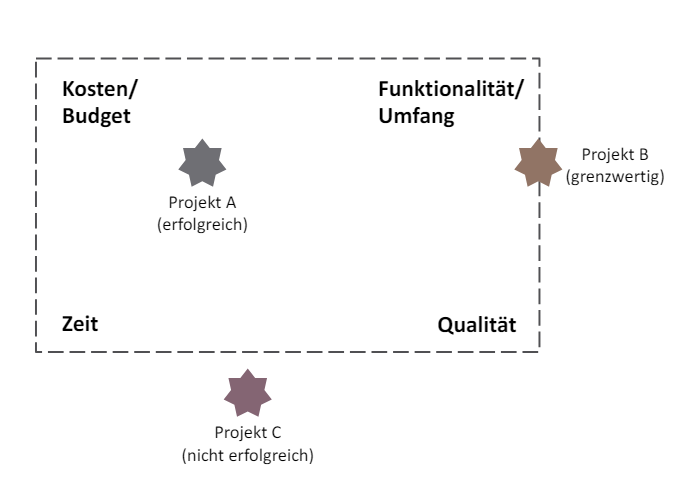 Kosten/
Budget
Funktionalität/
Umfang
Projekt A
(erfolgreich)
Projekt B
(grenzwertig)
Zeit
Qualität
Projekt C
(nicht erfolgreich)